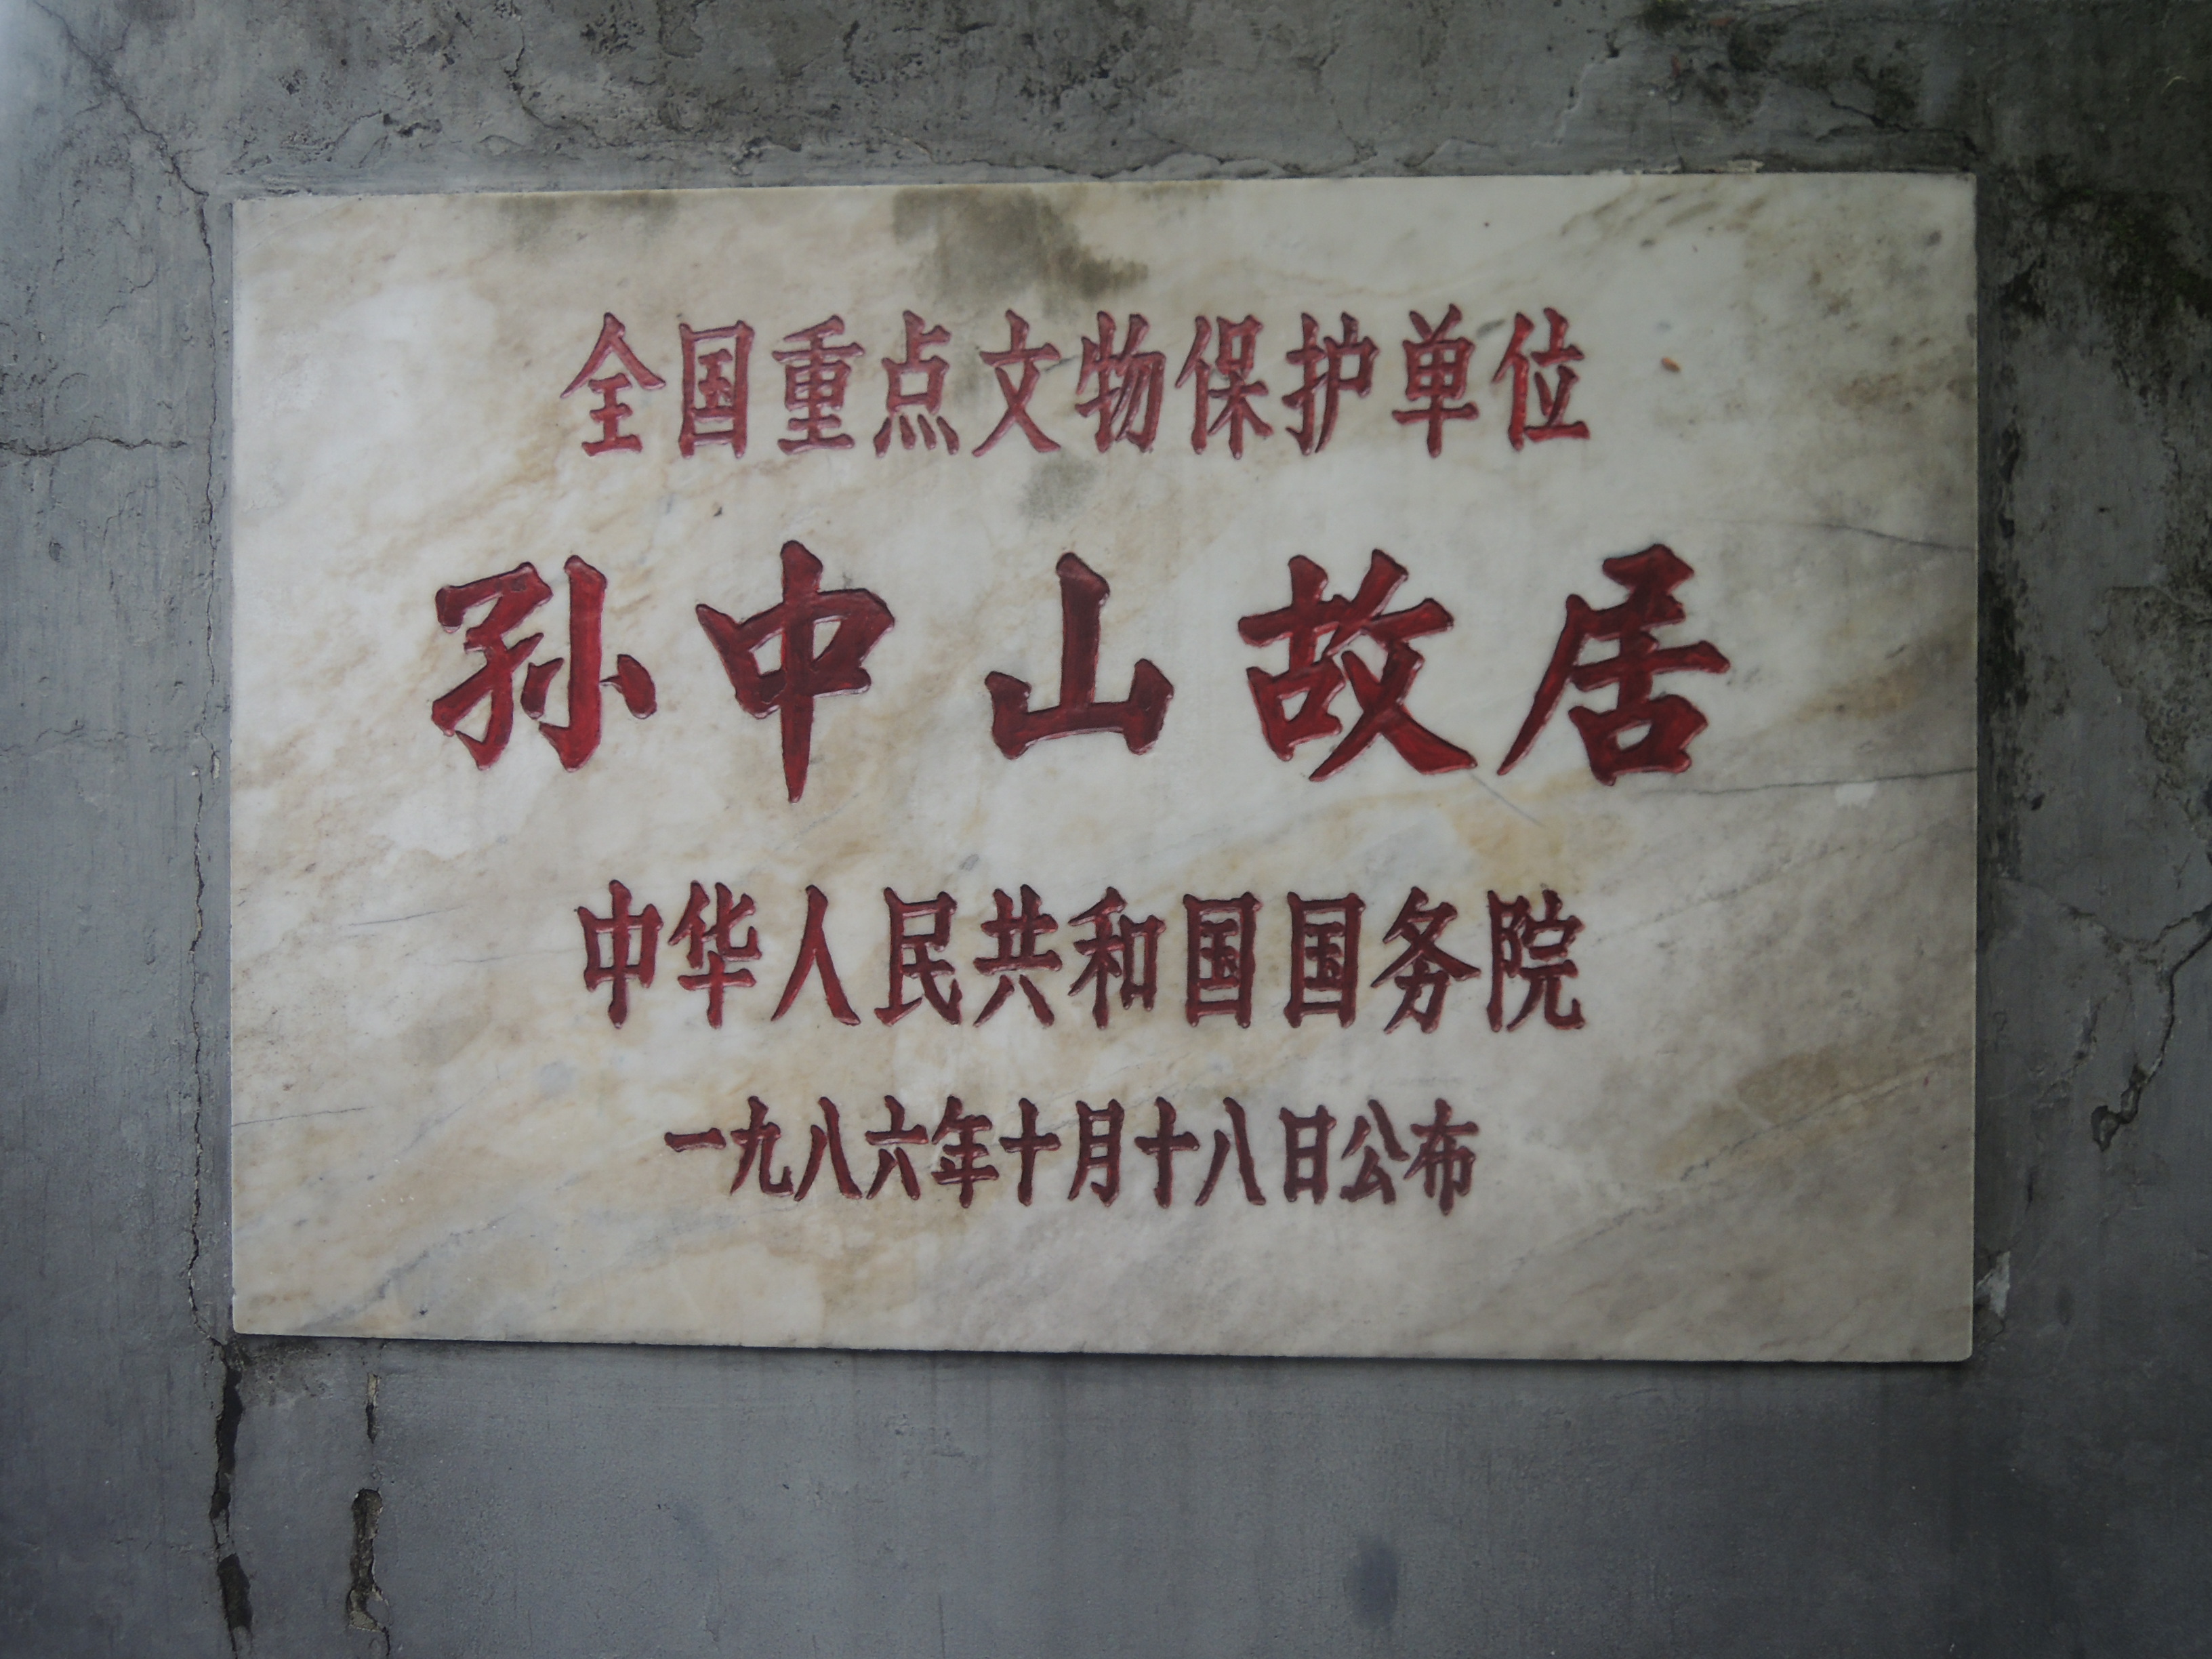 全国重点文物保护单位
孙中山故居
中华人民共和国国务院
一九八六年十月十八日公布